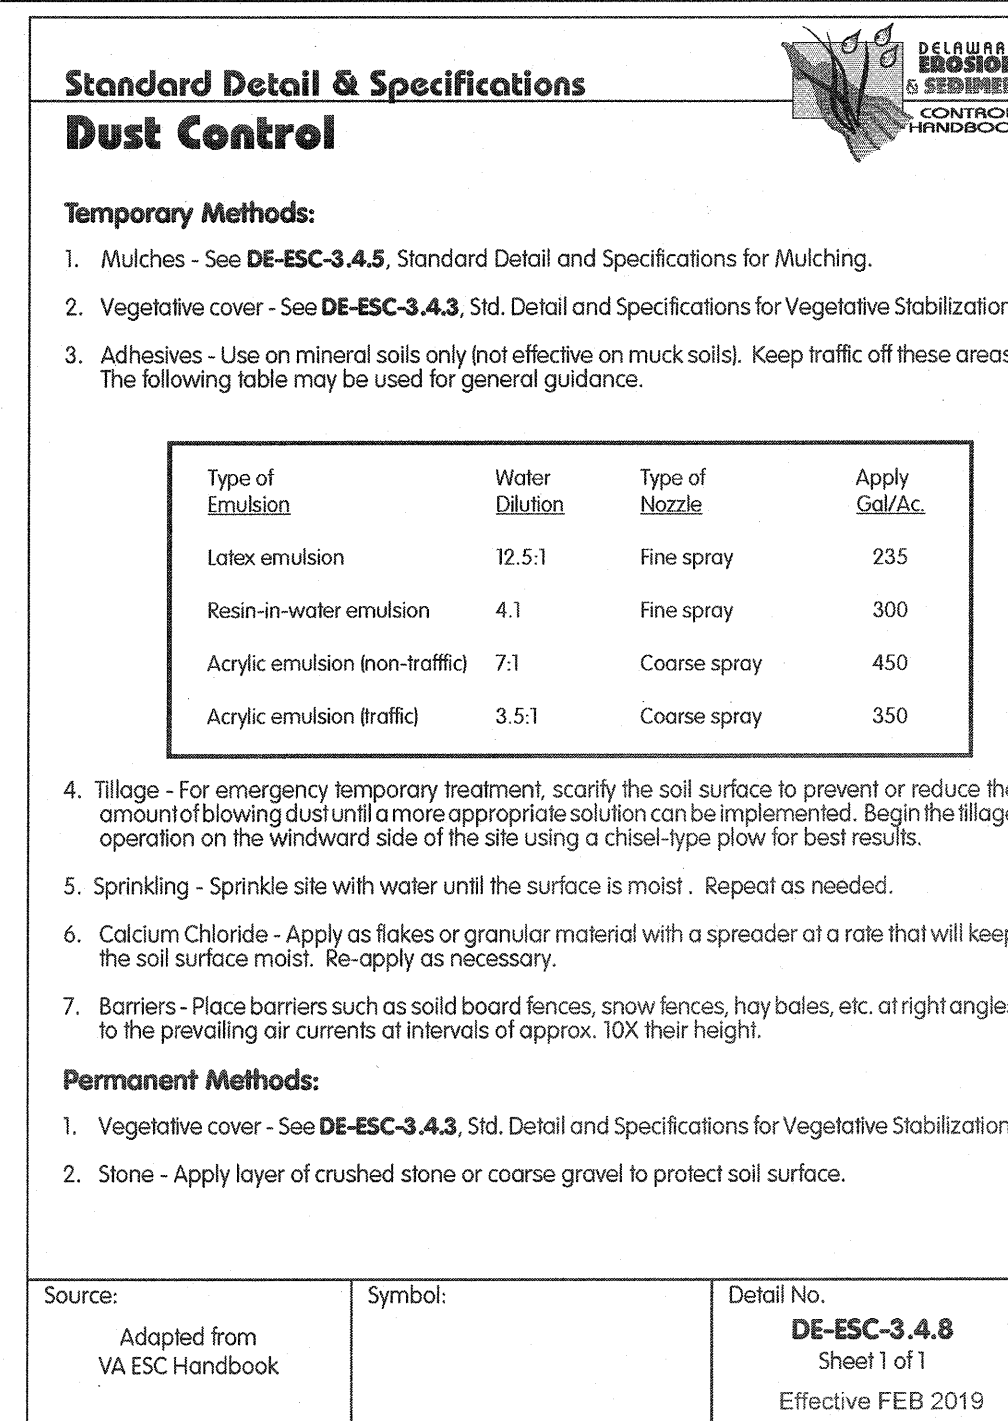 Standard Detail & Specifications
Dust Control
DELAWAR
EROSION
& SEDIMEN
CONTROL
HANDBOO
Temporary Methods:
1. Mulches - See DE-ESC-3.4.5, Standard Detail and Specifications for Mulching.
2. Vegetative cover - See DE-ESC-3.4.3, Std. Detail and Specifications for Vegetative Stabilization
3. Adhesives - Use on mineral soils only (not effective on muck soils). Keep traffic off these areas
The following table may be used for general guidance.
Type of Water Type of Apply
Emulsion Dilution Nozzle Gal/Ac.
Latex emulsion 12.5:1 Fine spray 235
Resin-in-water emulsion 4.1 Fine spray 300
Acrylic emulsion (non-trafffic) 7:1 Coarse spray 450
Acrylic emulsion (traffic) 3.5:1 Coarse spray 350
4. Tillage - For emergency temporary treatment, scarify the soil surface to prevent or reduce the
amount of blowing dust until a more appropriate solution can be implemented. Begin the tillage
operation on the windward side of the site using a chisel-type plow for best results.
5. Sprinkling - Sprinkle site with water until the surface is moist . Repeat as needed.
6. Calcium Chloride - Apply as flakes or granular material with a spreader at a rate that will keep
the soil surface moist. Re-apply as necessary.
7. Barriers - Place barriers such as soild board fences, snow fences, hay bales, etc. at right angles
to the prevailing air currents at intervals of approx. 10X their height.
Permanent Methods:
1. Vegetative cover - See DE-ESC-3.4.3, Std. Detail and Specifications for Vegetative Stabilization
2. Stone - Apply layer of crushed stone or coarse gravel to protect soil surface.
Source:
Adapted from
VA ESC Handbook
Symbol:
Detail No.
DE-ESC-3.4.8
Sheet 1 of 1
Effective FEB 2019